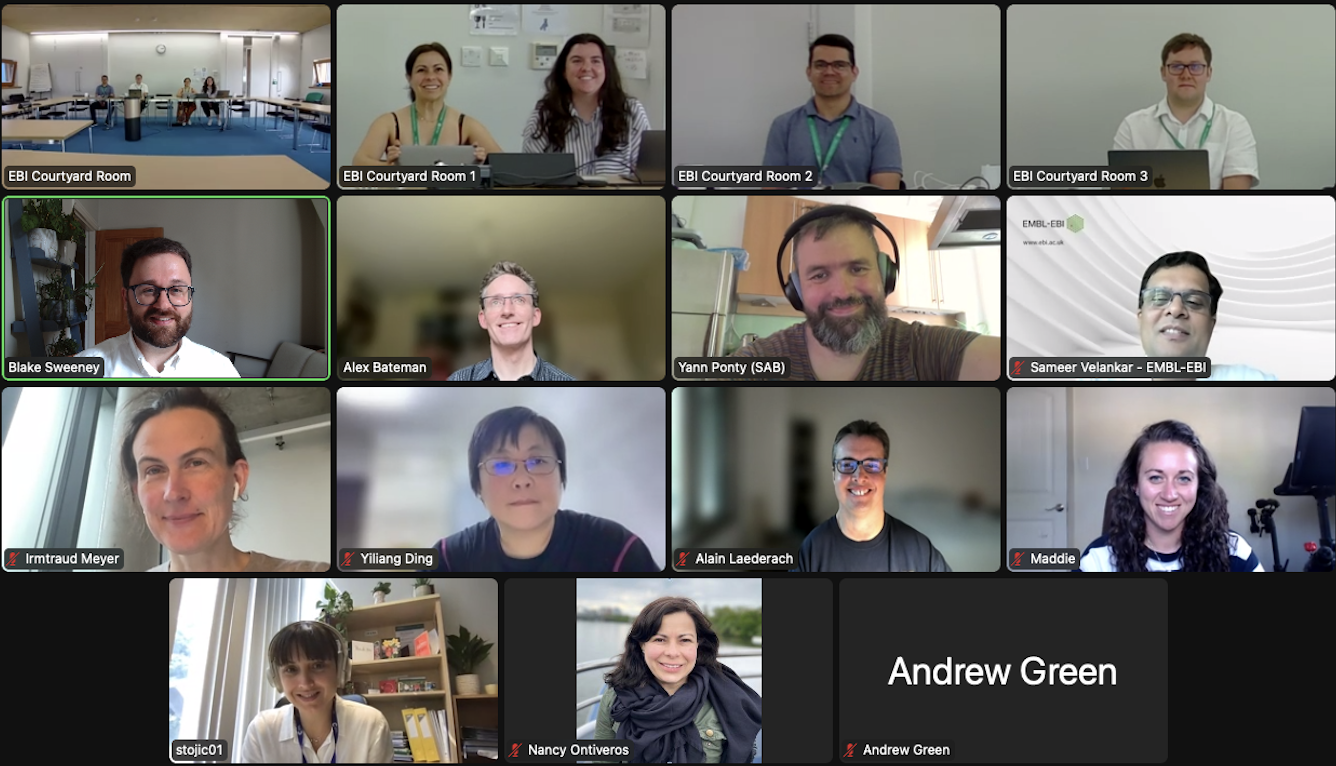 EBI Courtyard Room
EBI Courtyard Room 1
EBI Courtyard Room 2
EBI Courtyard Room 3
Blake Sweeney
Alex Bateman
Yann Ponty (SAB)
EMBL-EBI
www.ebi.ac.uk
Sameer Velankar - EMBL-EBI
Irmtraud Meyer
Yiliang Ding
Alain Laederach
Maddie
stojic01
Nancy Ontiveros
Andrew Green
Andrew Green